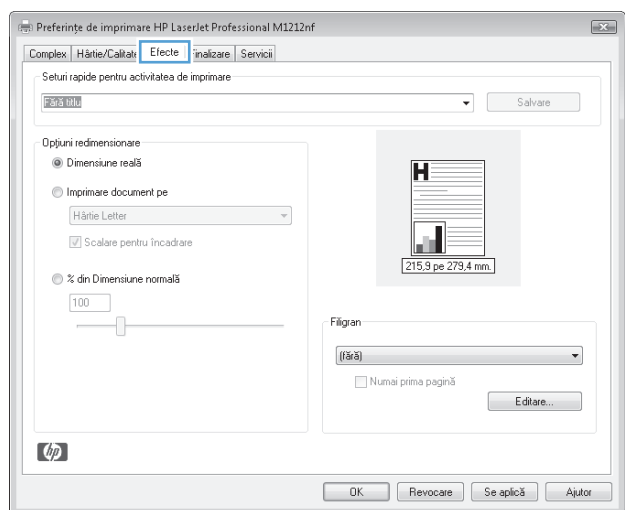 Preferințe de imprimare HP LaserJet Professional M1212nf
Complex Hârtie/Calitate Efecte Finalizare Servicii
Seturi rapide pentru activitatea de imprimare
Fără titlu
Salvare
Opțiuni redimensionare
Dimensiune reală
Imprimare document pe
Hârtie Letter
Scalare pentru încadrare
% din Dimensiune normală
100
H
215,9 pe 279,4 mm.
Filigran
(fără)
Numai prima pagină
Editare...
hp
OK Revocare Se aplică Ajutor